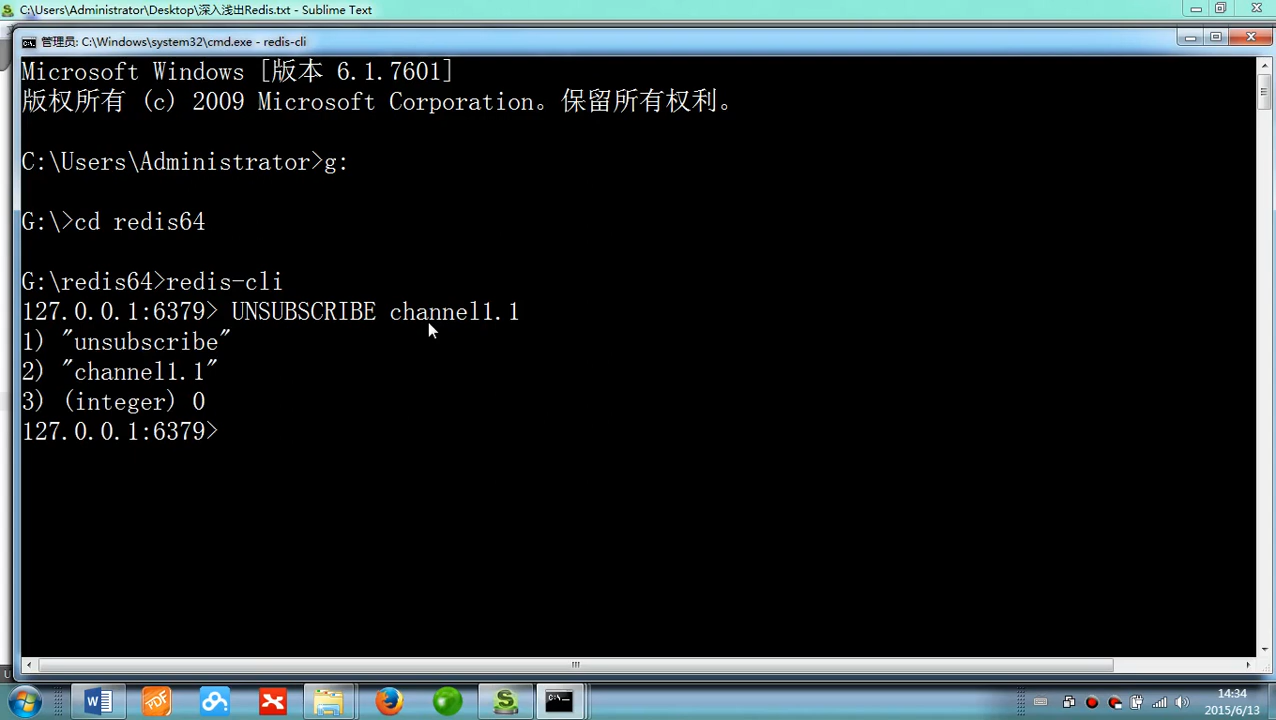 C:\Users\Administrator\Desktop\深入浅出Redis.txt - Sublime Text
管理员: C:\Windows\system32\cmd.exe - redis-cli
Microsoft Windows [版本 6.1.7601]
版权所有 (c) 2009 Microsoft Corporation。保留所有权利。
C:\Users\Administrator>g:
G:\>cd redis64
G:\redis64>redis-cli
127.0.0.1:6379> UNSUBSCRIBE channel1.1
1) "unsubscribe"
2) "channel1.1"
3) (integer) 0
127.0.0.1:6379>
14:34
2015/6/13